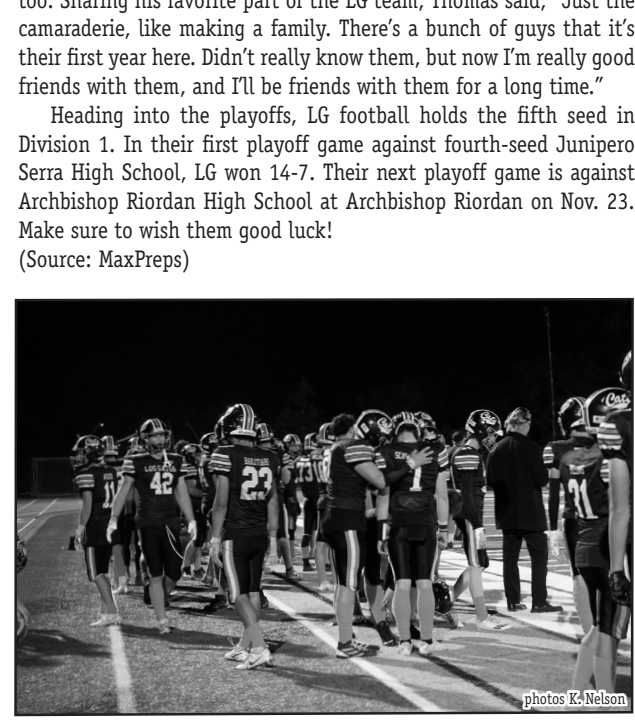 too. Sharing his favorite part of the LG team, Thomas said, “Just the
camaraderie, like making a family. There’s a bunch of guys that it’s
their first year here. Didn’t really know them, but now I’m really good
friends with them, and I’ll be friends with them for a long time.”
Heading into the playoffs, LG football holds the fifth seed in
Division 1. In their first playoff game against fourth-seed Junipero
Serra High School, LG won 14-7. Their next playoff game is against
Archbishop Riordan High School at Archbishop Riordan on Nov. 23.
Make sure to wish them good luck!
(Source: MaxPreps)
11
LOS GATOS
42
23
73
1
Cats
31
photos K. Nelson